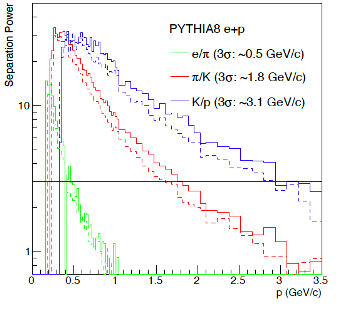 Separation Power
PYTHIA8 e+p
e/π (3σ: ~0.5 GeV/c)
π/K (3σ: ~1.8 GeV/c)
K/p (3σ: ~3.1 GeV/c)
10
1
0 0.5 1 1.5 2 2.5 3 3.5
p (GeV/c)